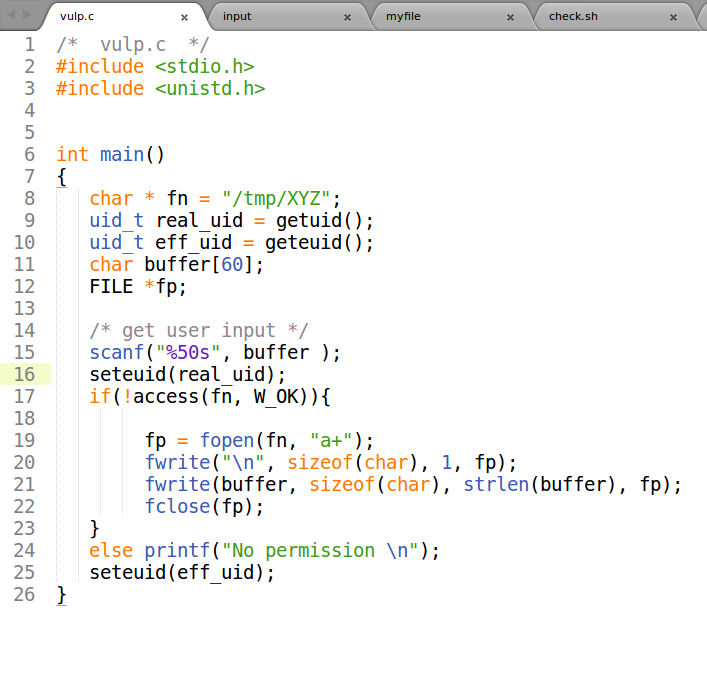 vulp.c × input × myfile × check.sh ×
1 /*  vulp.c  */
2 #include <stdio.h>
3 #include <unistd.h>
4
5
6 int main()
7 {
8    char * fn = "/tmp/XYZ";
9    uid_t real_uid = getuid();
10    uid_t eff_uid = geteuid();
11    char buffer[60];
12    FILE *fp;
13
14    /* get user input */
15    scanf("%50s", buffer );
16    seteuid(real_uid);
17    if(!access(fn, W_OK)){
18
19         fp = fopen(fn, "a+");
20         fwrite("\n", sizeof(char), 1, fp);
21         fwrite(buffer, sizeof(char), strlen(buffer), fp);
22         fclose(fp);
23    }
24    else printf("No permission \n");
25    seteuid(eff_uid);
26 }